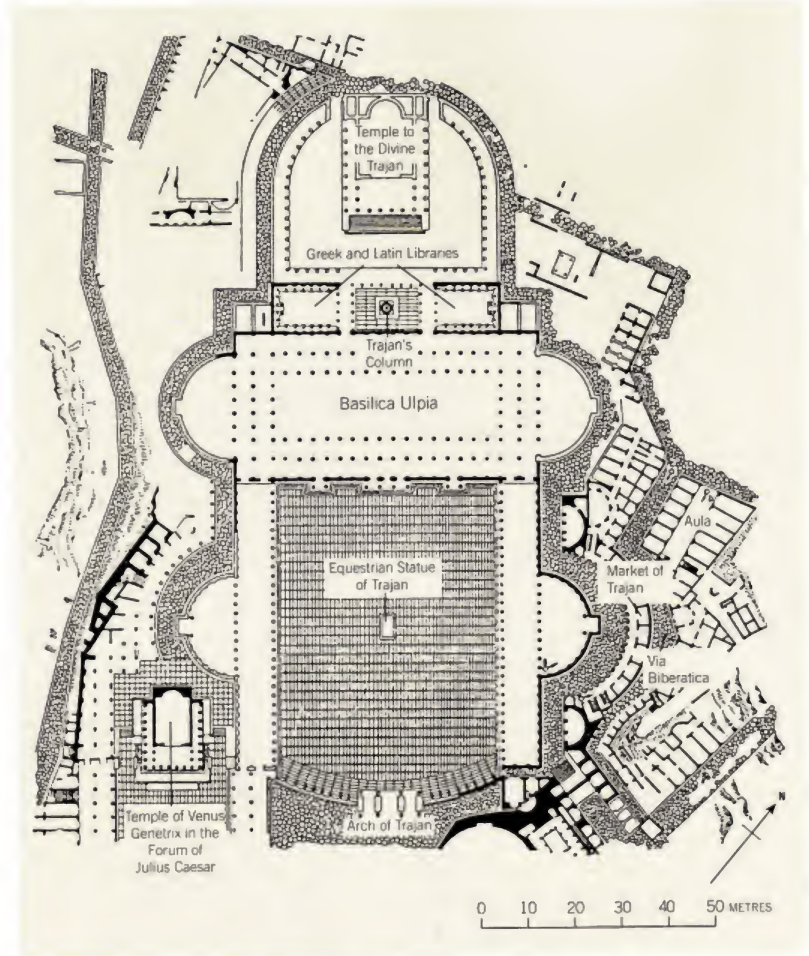 Temple to
the Divine
Trajan
Greek and Latin Libraries
Trajan's
Column
Basilica Ulpia
Aula
Equestrian Statue
of Trajan
Market of
Trajan
Via
Biberatica
Temple of Venus
Genetrix in the
Forum of
Julius Caesar
Arch of Trajan
N
0 10 20 30 40 50 METRES